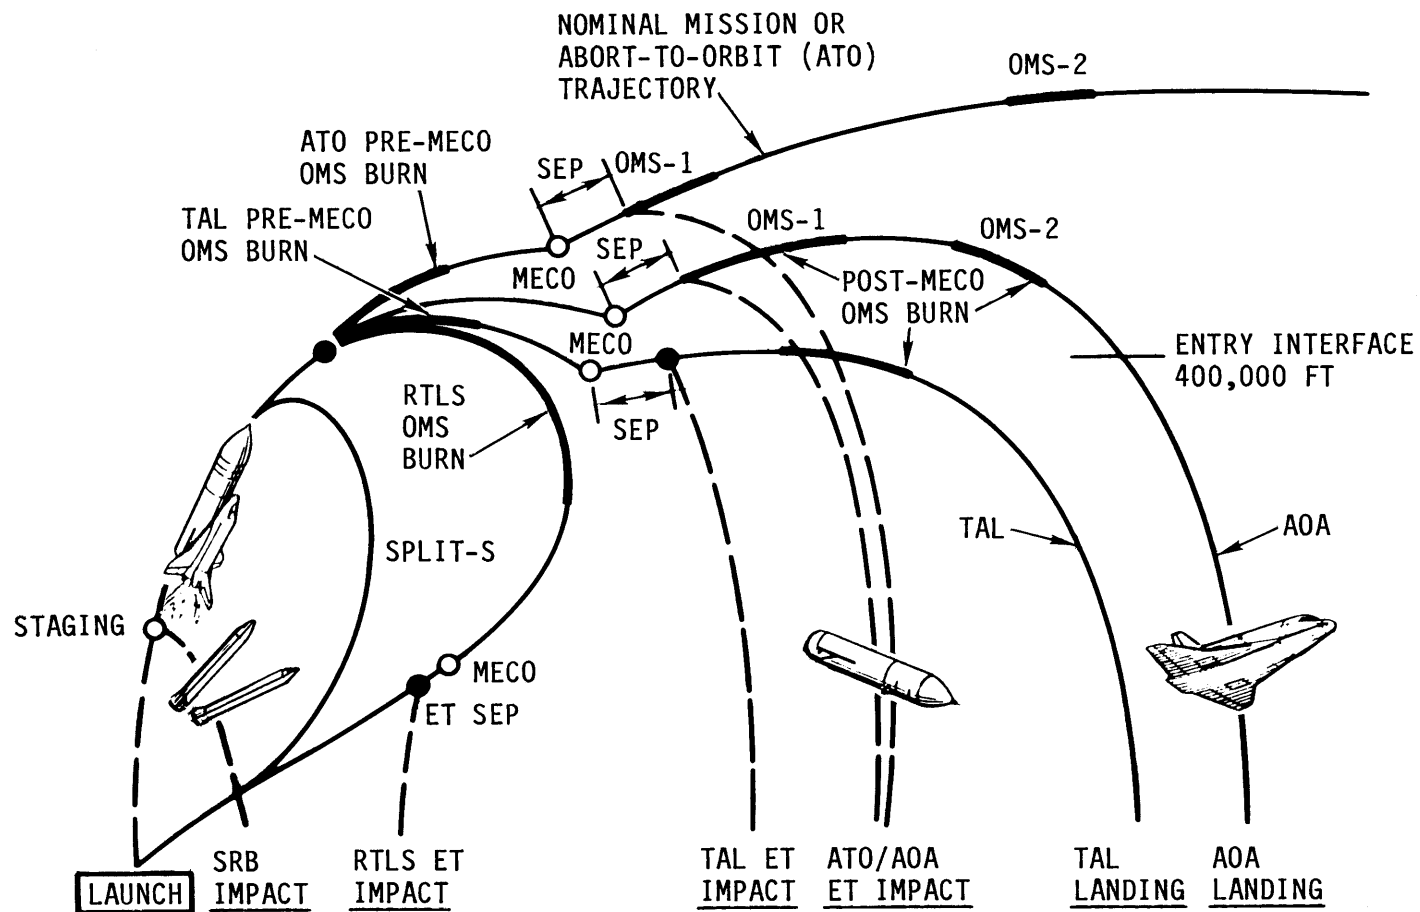 NOMINAL MISSION OR
ABORT-TO-ORBIT (ATO)
TRAJECTORY
OMS-2
ATO PRE-MECO
OMS BURN
SEP
OMS-1
TAL PRE-MECO
OMS BURN
MECO
SEP
OMS-1
OMS-2
POST-MECO
OMS BURN
MECO
SEP
ENTRY INTERFACE
400,000 FT
RTLS
OMS
BURN
SPLIT-S
TAL
AOA
STAGING
MECO
ET SEP
LAUNCH
SRB
IMPACT
RTLS ET
IMPACT
TAL ET
IMPACT
ATO/AOA
ET IMPACT
TAL
LANDING
AOA
LANDING